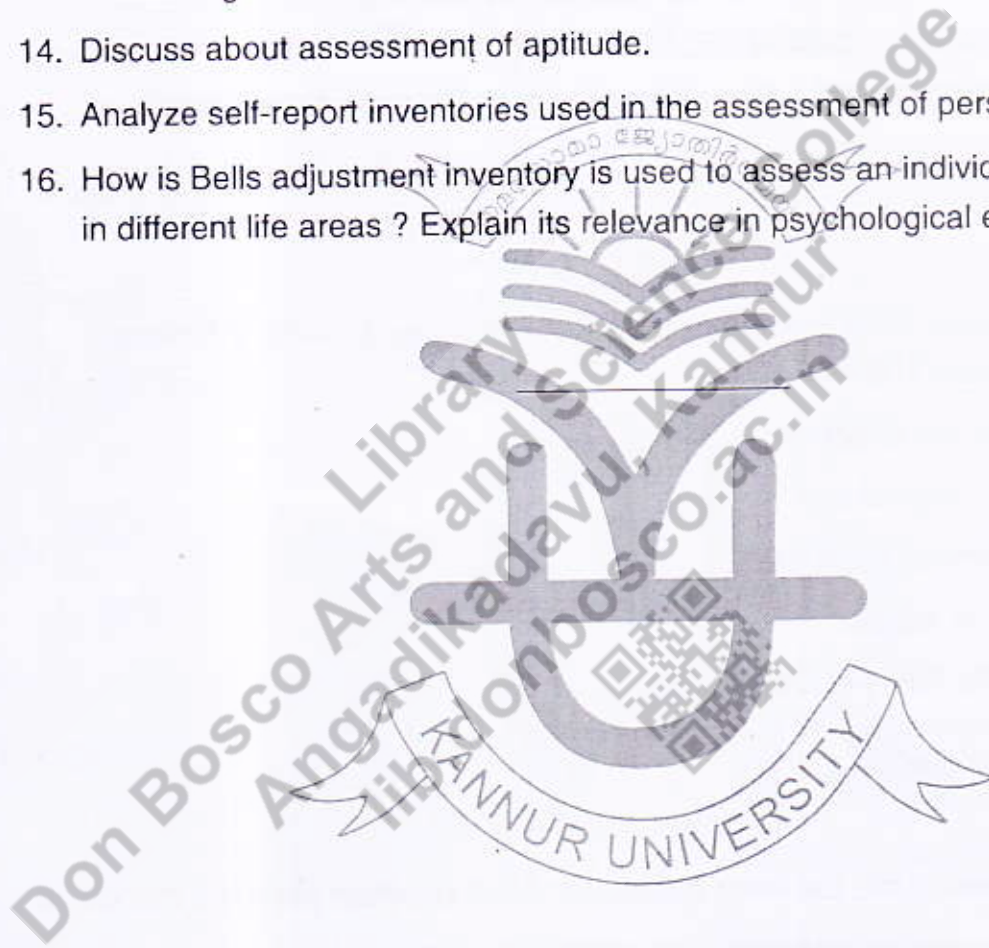 14. Discuss about assessment of aptitude.
15. Analyze self-report inventories used in the assessment of pers
16. How is Bells adjustment inventory is used to assess an individ
in different life areas ? Explain its relevance in psychological e
KANNUR UNIVERSITY
Library
Don Bosco Arts and Science College
Angadikadavu, Kannur
lib.donbosco.ac.in